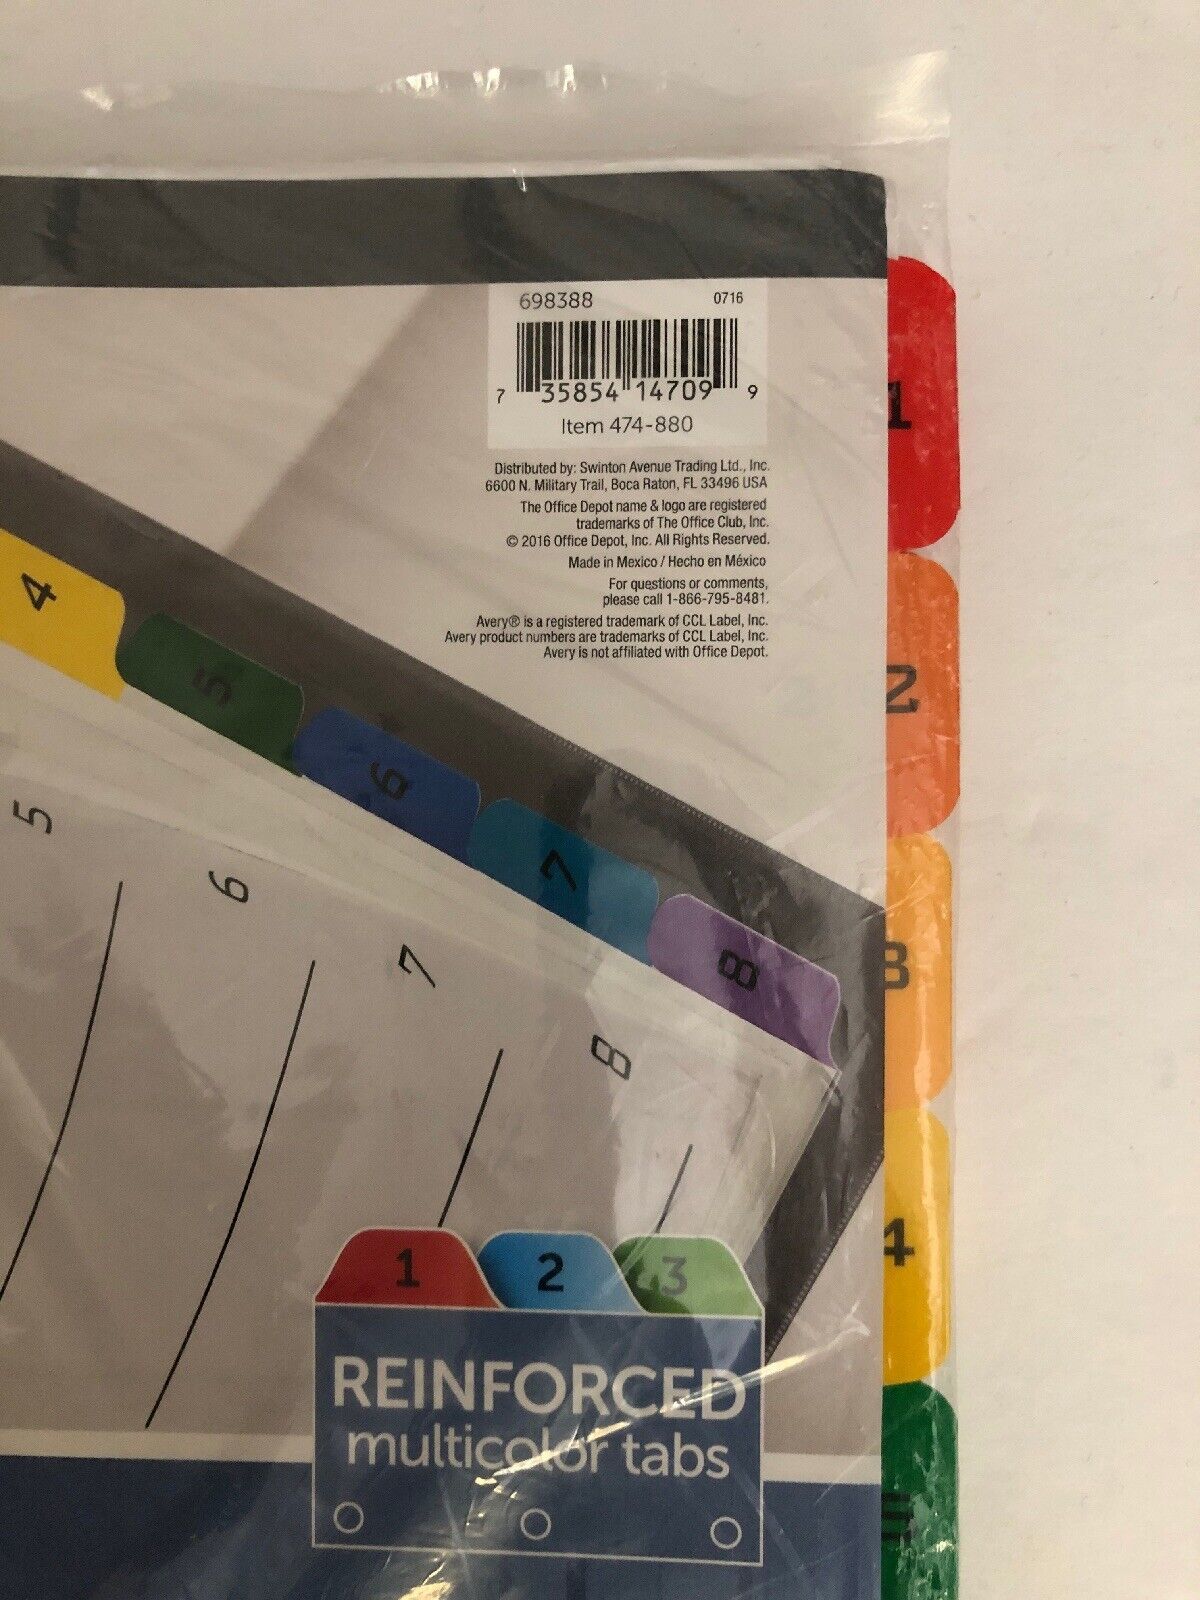 698388 0716
7 35854 14709 9
Item 474-880
Distributed by: Swinton Avenue Trading Ltd., Inc.
6600 N. Military Trail, Boca Raton, FL 33496 USA
The Office Depot name & logo are registered
trademarks of The Office Club, Inc.
© 2016 Office Depot, Inc. All Rights Reserved.
Made in Mexico / Hecho en México
For questions or comments,
please call 1-866-795-8481.
Avery® is a registered trademark of CCL Label, Inc.
Avery product numbers are trademarks of CCL Label, Inc.
Avery is not affiliated with Office Depot.
1
2
3
4
5
4
5
6
7
8
5
6
7
8
1 2 3
REINFORCED
multicolor tabs